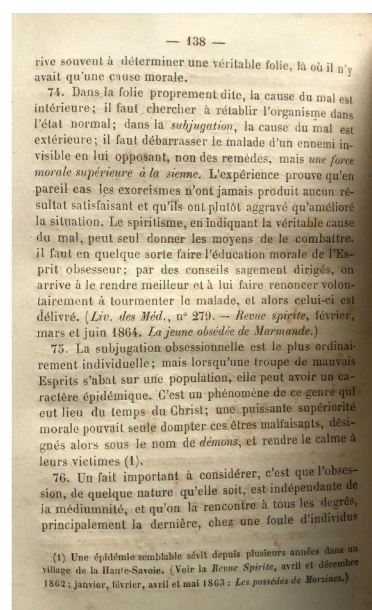 — 138 —
rive souvent à déterminer une véritable folie, là où il n'y
avait qu'une cause morale.
74. Dans la folie proprement dite, la cause du mal est
intérieure; il faut chercher à rétablir l'organisme dans
l'état normal; dans la subjugation, la cause du mal est
extérieure; il faut débarrasser le malade d'un ennemi in-
visible en lui opposant, non des remèdes, mais une force
morale supérieure à la sienne. L'expérience prouve qu'en
pareil cas les exorcismes n'ont jamais produit aucun ré-
sultat satisfaisant et qu'ils ont plutôt aggravé qu'amélioré
la situation. Le spiritisme, en indiquant la véritable cause
du mal, peut seul donner les moyens de le combattre.
il faut en quelque sorte faire l'éducation morale de l'Es-
prit obsesseur; par des conseils sagement dirigés, on
arrive à le rendre meilleur et à lui faire renoncer volon-
tairement à tourmenter le malade, et alors celui-ci est
délivré. (Liv. des Méd., n° 279. — Revue spirite, février,
mars et juin 1864. La jeune obsédée de Marmande.)
75. La subjugation obsessionnelle est le plus ordinai-
rement individuelle; mais lorsqu'une troupe de mauvais
Esprits s'abat sur une population, elle peut avoir un ca-
ractère épidémique. C'est un phénomène de ce genre qui
eut lieu du temps du Christ; une puissante supériorité
morale pouvait seule dompter ces êtres malfaisants, dési-
gnés alors sous le nom de démons, et rendre le calme à
leurs victimes (1).
76. Un fait important à considérer, c'est que l'obses-
sion, de quelque nature qu'elle soit, est indépendante de
la médiumnité, et qu'on la rencontre à tous les degrés,
principalement la dernière, chez une foule d'individus
(1) Une épidémie semblable sévit depuis plusieurs années dans un
village de la Haute-Savoie. (Voir la Revue Spirite, avril et décembre
1862; janvier, février, avril et mai 1863: Les possédés de Morzines.)